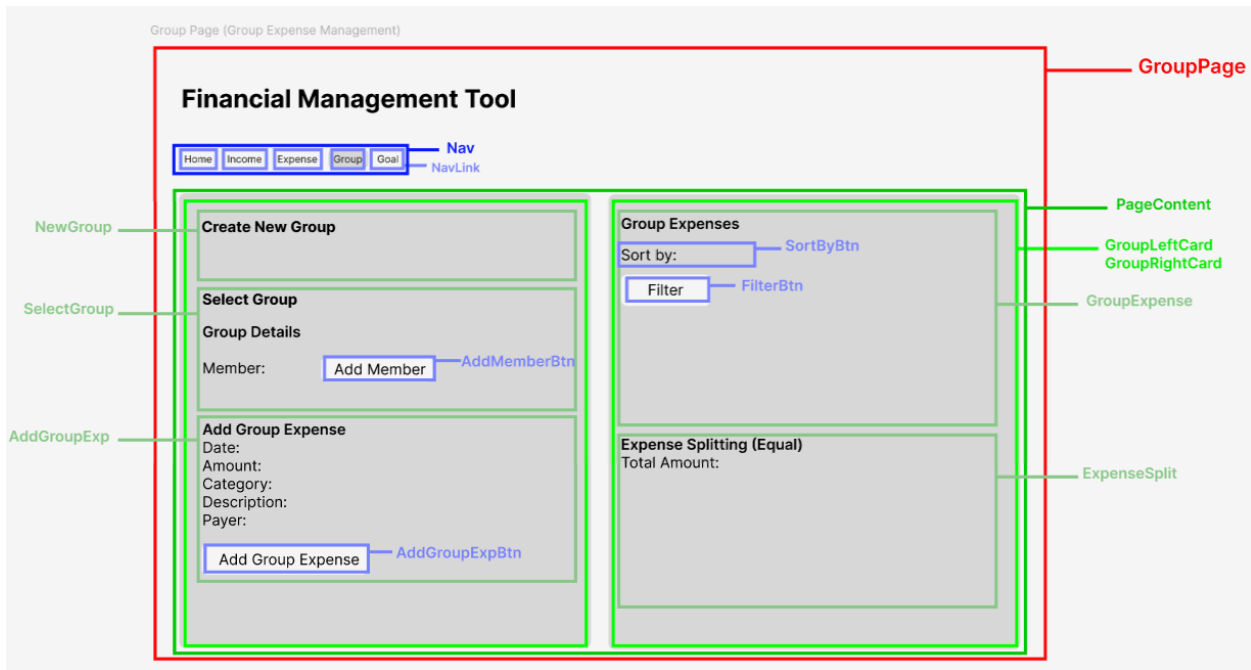 Group Page (Group Expense Management)
GroupPage
Financial Management Tool
Nav
Home Income Expense Group Goal
NavLink
PageContent
NewGroup
Create New Group
Group Expenses
SortByBtn
Sort by:
GroupLeftCard
GroupRightCard
Filter
FilterBtn
SelectGroup
Select Group
GroupExpense
Group Details
Member:
Add Member
AddMemberBtn
AddGroupExp
Add Group Expense
Date:
Amount:
Category:
Description:
Payer:
Add Group Expense
AddGroupExpBtn
Expense Splitting (Equal)
Total Amount:
ExpenseSplit